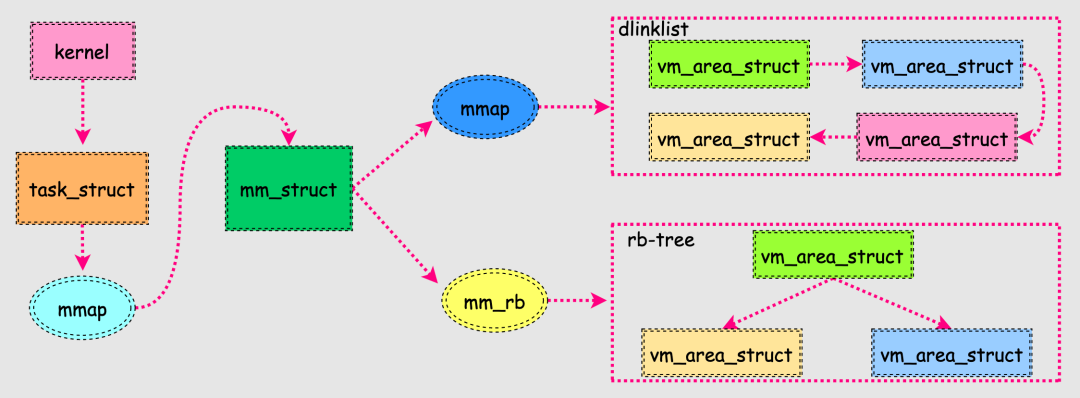 kernel
task_struct
mmap
mm_struct
mmap
mm_rb
dlinklist
vm_area_struct
vm_area_struct
vm_area_struct
vm_area_struct
rb-tree
vm_area_struct
vm_area_struct
vm_area_struct